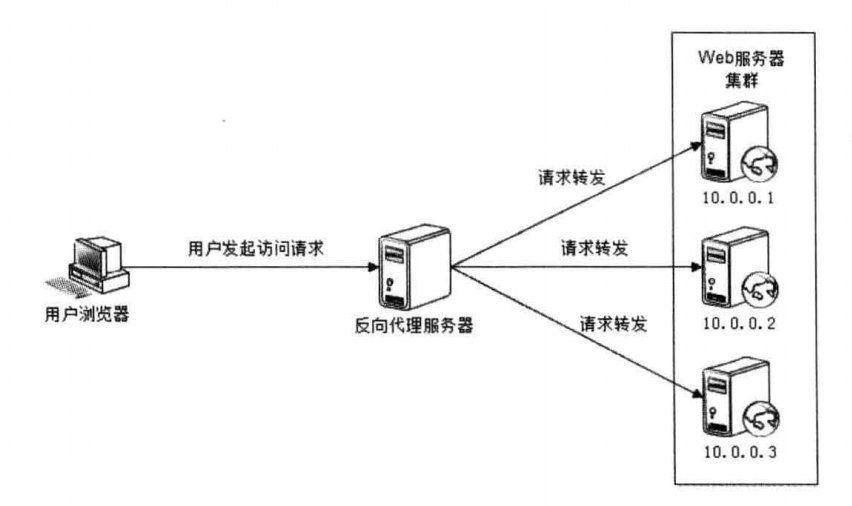 Web服务器
集群
请求转发
10.0.0.1
用户发起访问请求
请求转发
用户浏览器
反向代理服务器
请求转发
10.0.0.2
10.0.0.3